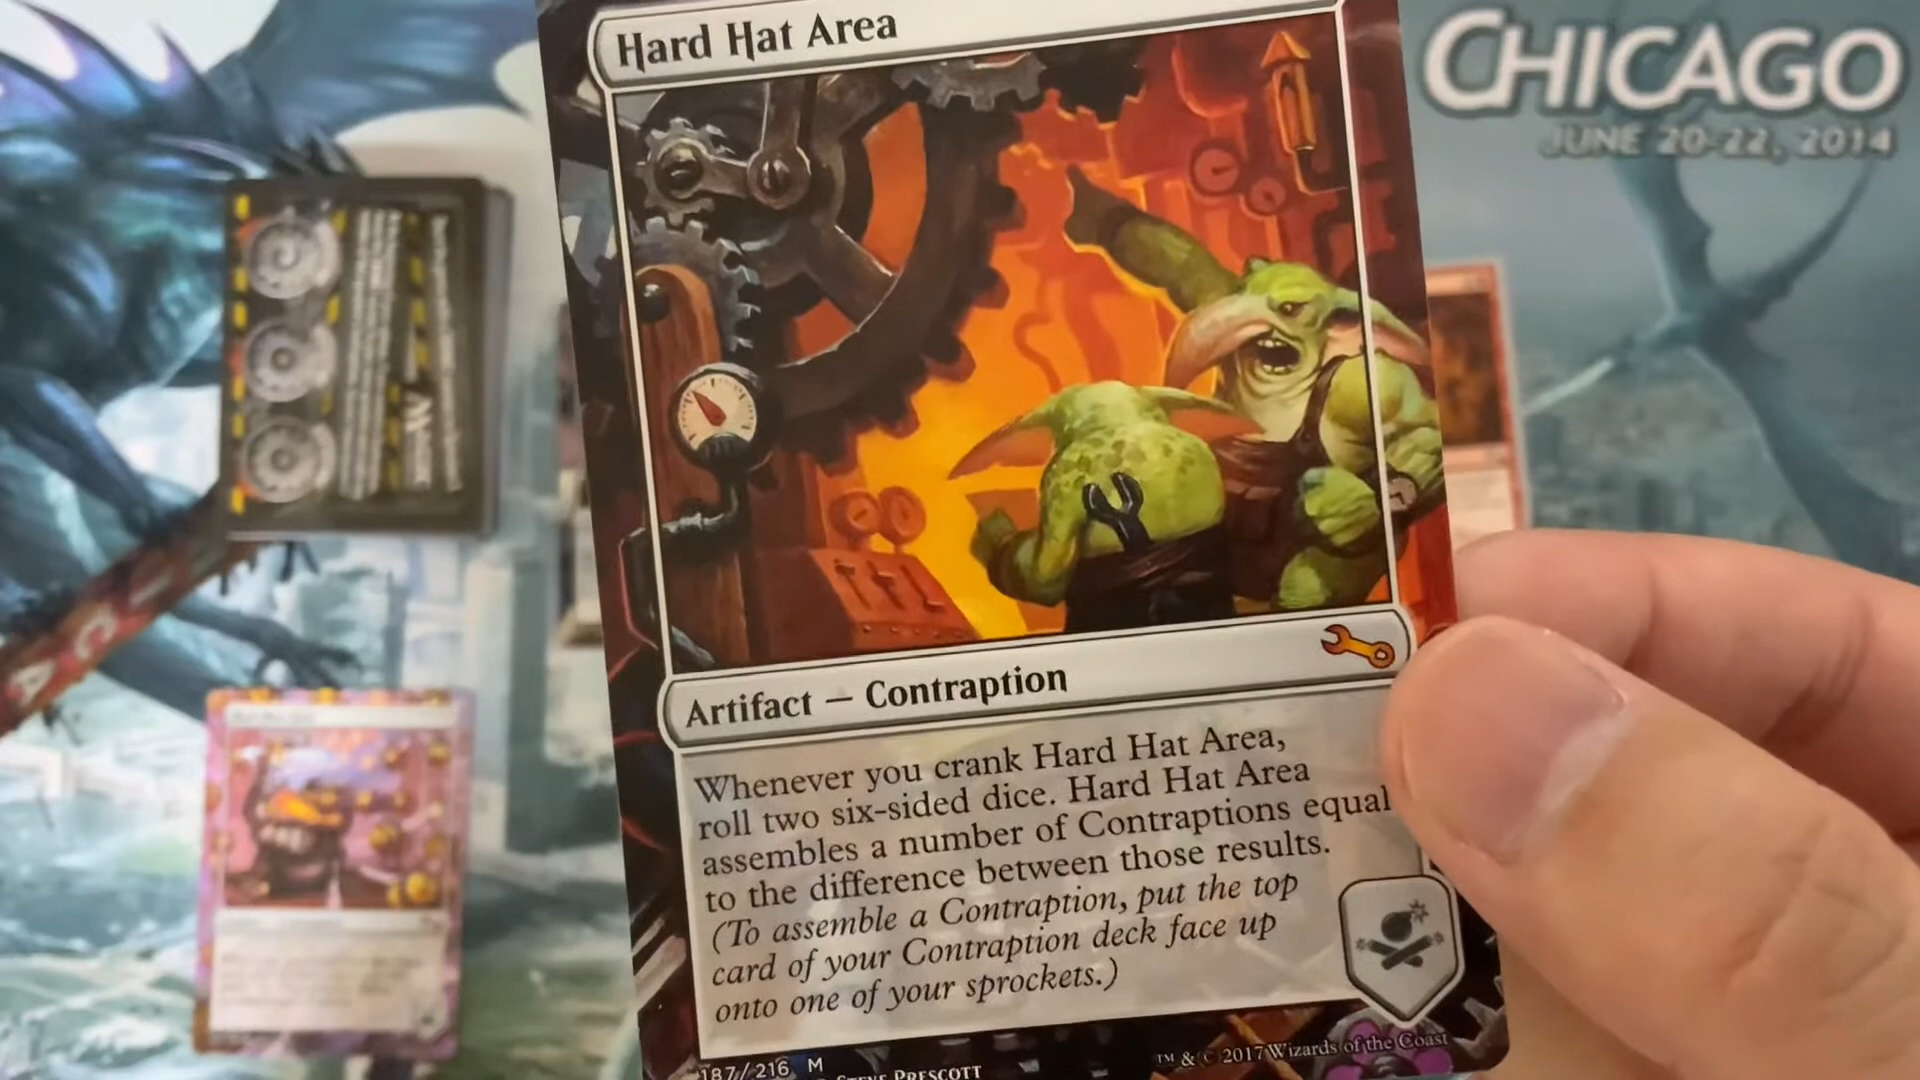 Hard Hat Area
CHICAGO
JUNE 20-22, 2014
Artifact — Contraption
Whenever you crank Hard Hat Area,
roll two six-sided dice. Hard Hat Area
assembles a number of Contraptions equal
to the difference between those results.
(To assemble a Contraption, put the top
card of your Contraption deck face up
onto one of your sprockets.)
187/216 M
STEVE PRESCOTT
™ & © 2017 Wizards of the Coast